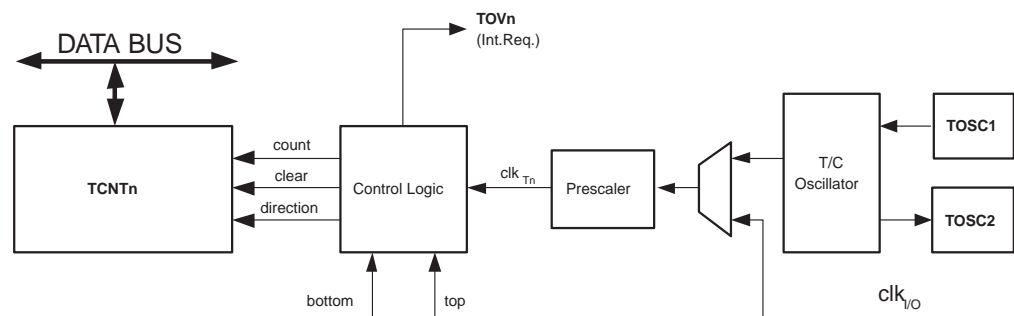 TOVn
(Int.Req.)
DATA BUS
TCNTn
count
clear
direction
Control Logic
clk Tn
Prescaler
T/C
Oscillator
TOSC1
TOSC2
bottom
top
clk I/O